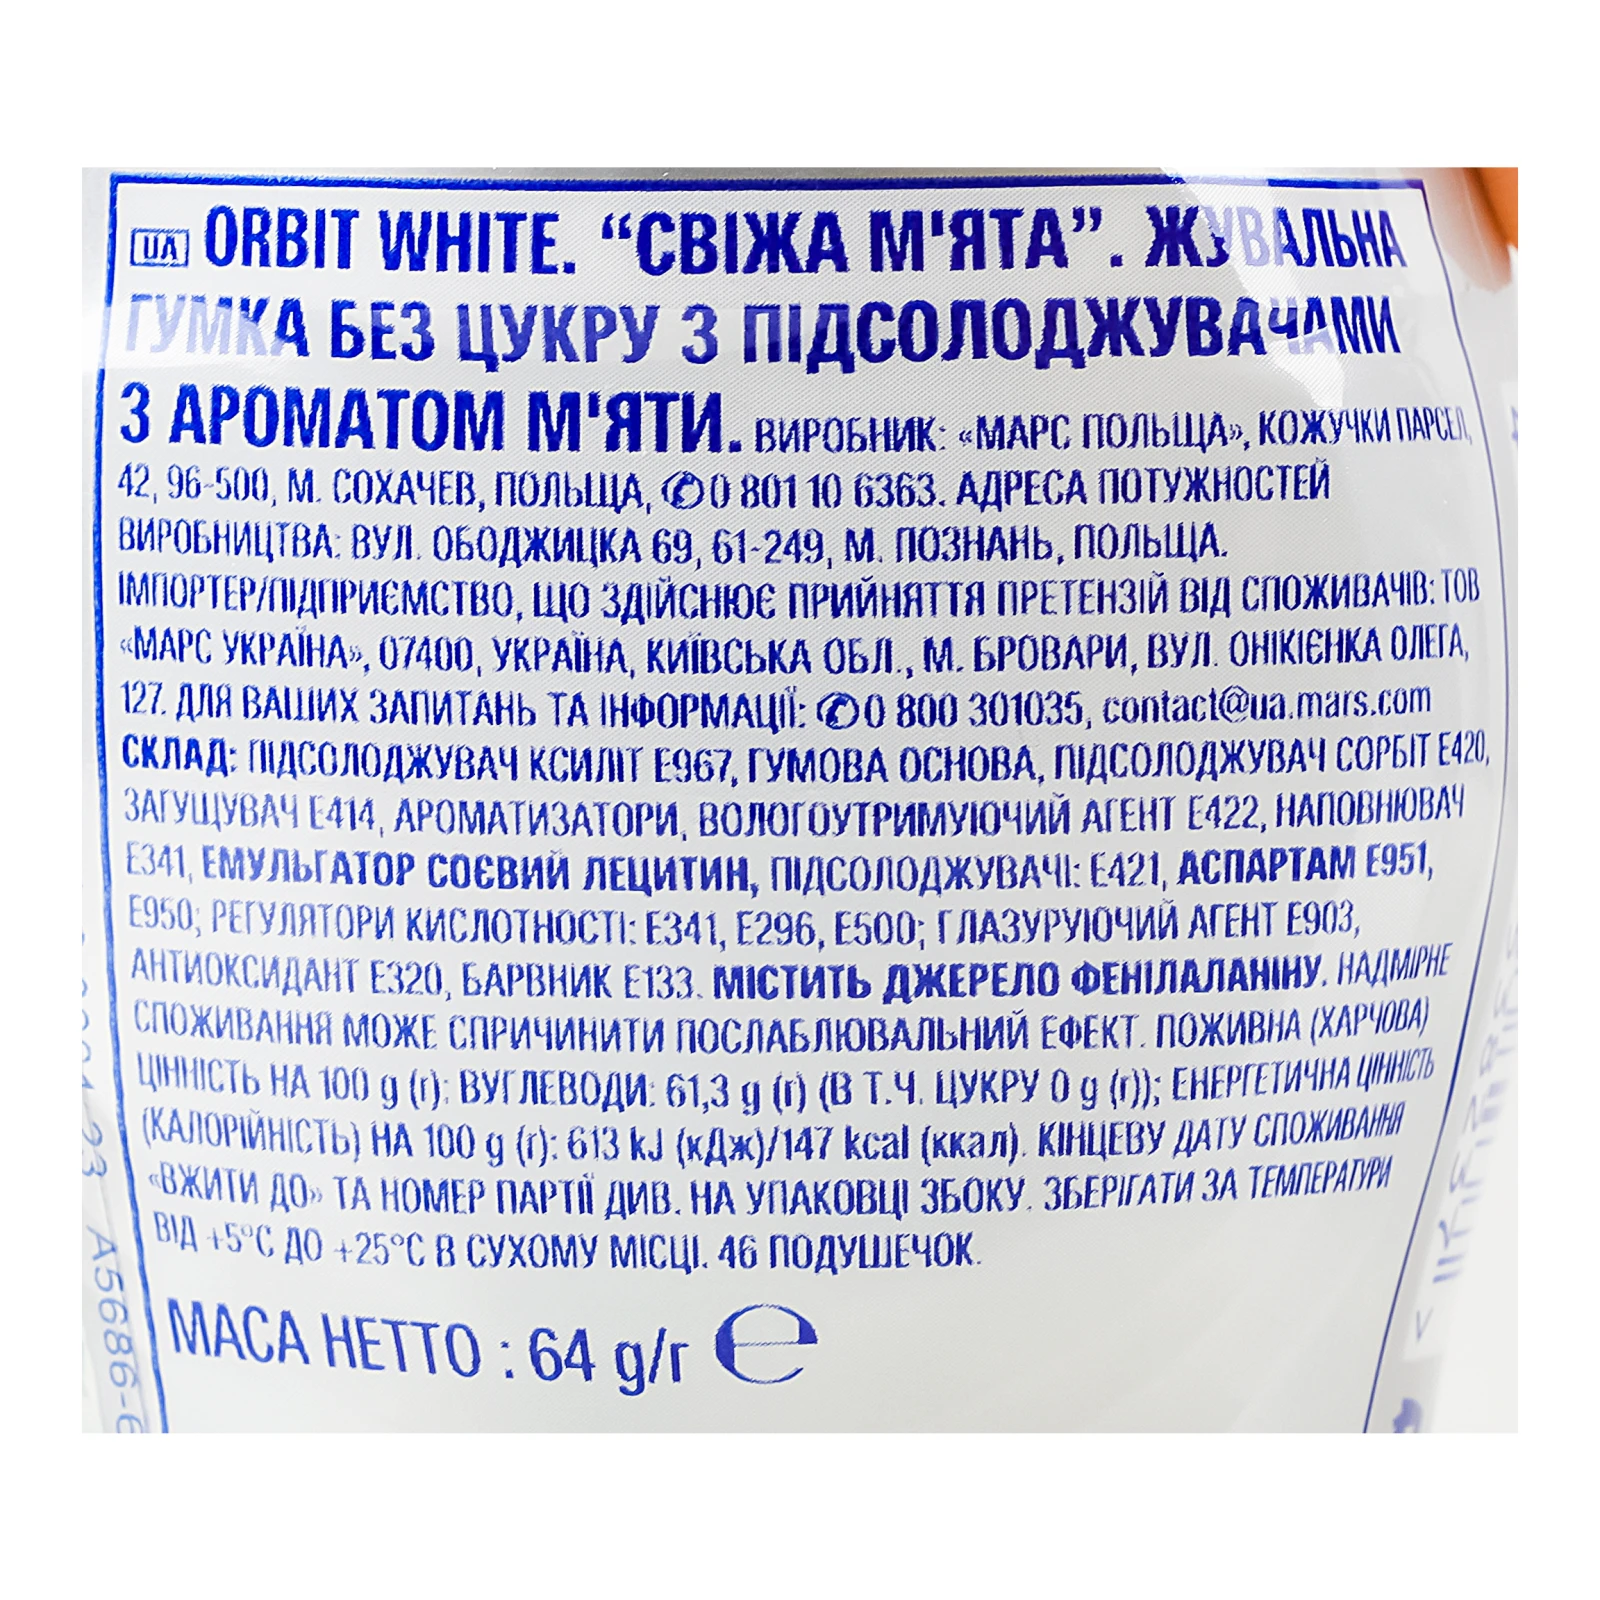 UA ORBIT WHITE. “СВІЖА М'ЯТА”. ЖУВАЛЬНА
ГУМКА БЕЗ ЦУКРУ З ПІДСОЛОДЖУВАЧАМИ
З АРОМАТОМ М'ЯТИ. ВИРОБНИК: «МАРС ПОЛЬЩА», КОЖУЧКИ ПАРСЕЛ,
42, 96-500, М. СОХАЧЕВ, ПОЛЬЩА, ✆0 801 10 6363. АДРЕСА ПОТУЖНОСТЕЙ
ВИРОБНИЦТВА: ВУЛ. ОБОДЖИЦКА 69, 61-249, М. ПОЗНАНЬ, ПОЛЬЩА.
ІМПОРТЕР/ПІДПРИЄМСТВО, ЩО ЗДІЙСНЮЄ ПРИЙНЯТТЯ ПРЕТЕНЗІЙ ВІД СПОЖИВАЧІВ: ТОВ
«МАРС УКРАЇНА», 07400, УКРАЇНА, КИЇВСЬКА ОБЛ., М. БРОВАРИ, ВУЛ. ОНІКІЄНКА ОЛЕГА,
127. ДЛЯ ВАШИХ ЗАПИТАНЬ ТА ІНФОРМАЦІЇ: ✆0 800 301035, contact@ua.mars.com
СКЛАД: ПІДСОЛОДЖУВАЧ КСИЛІТ Е967, ГУМОВА ОСНОВА, ПІДСОЛОДЖУВАЧ СОРБІТ Е420,
ЗАГУЩУВАЧ Е414, АРОМАТИЗАТОРИ, ВОЛОГОУТРИМУЮЧИЙ АГЕНТ Е422, НАПОВНЮВАЧ
Е341, ЕМУЛЬГАТОР СОЄВИЙ ЛЕЦИТИН, ПІДСОЛОДЖУВАЧІ: Е421, АСПАРТАМ Е951,
Е950; РЕГУЛЯТОРИ КИСЛОТНОСТІ: Е341, Е296, Е500; ГЛАЗУРУЮЧИЙ АГЕНТ Е903,
АНТИОКСИДАНТ Е320, БАРВНИК Е133. МІСТИТЬ ДЖЕРЕЛО ФЕНІЛАЛАНІНУ. НАДМІРНЕ
СПОЖИВАННЯ МОЖЕ СПРИЧИНИТИ ПОСЛАБЛЮВАЛЬНИЙ ЕФЕКТ. ПОЖИВНА (ХАРЧОВА)
ЦІННІСТЬ НА 100 g (г): ВУГЛЕВОДИ: 61,3 g (г) (В Т.Ч. ЦУКРУ 0 g (г)); ЕНЕРГЕТИЧНА ЦІННІСТЬ
(КАЛОРІЙНІСТЬ) НА 100 g (г): 613 kJ (кДж)/147 kcal (ккал). КІНЦЕВУ ДАТУ СПОЖИВАННЯ
«ВЖИТИ ДО» ТА НОМЕР ПАРТІЇ ДИВ. НА УПАКОВЦІ ЗБОКУ. ЗБЕРІГАТИ ЗА ТЕМПЕРАТУРИ
ВІД +5°С ДО +25°С В СУХОМУ МІСЦІ. 46 ПОДУШЕЧОК.
МАСА НЕТТО : 64 g/г ℮